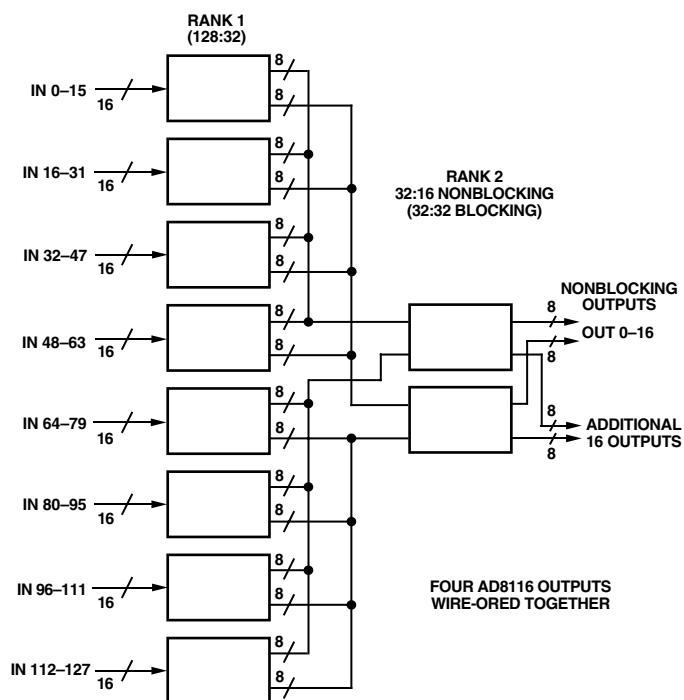 RANK 1
(128:32)
8
IN 0–15
16
8
8
IN 16–31
16
8
RANK 2
32:16 NONBLOCKING
(32:32 BLOCKING)
8
IN 32–47
16
8
NONBLOCKING
OUTPUTS
8
8
IN 48–63
16
8
OUT 0–16
8
8
IN 64–79
16
8
8
ADDITIONAL
16 OUTPUTS
8
8
IN 80–95
16
8
8
IN 96–111
16
8
FOUR AD8116 OUTPUTS
WIRE-ORED TOGETHER
8
IN 112–127
16
8